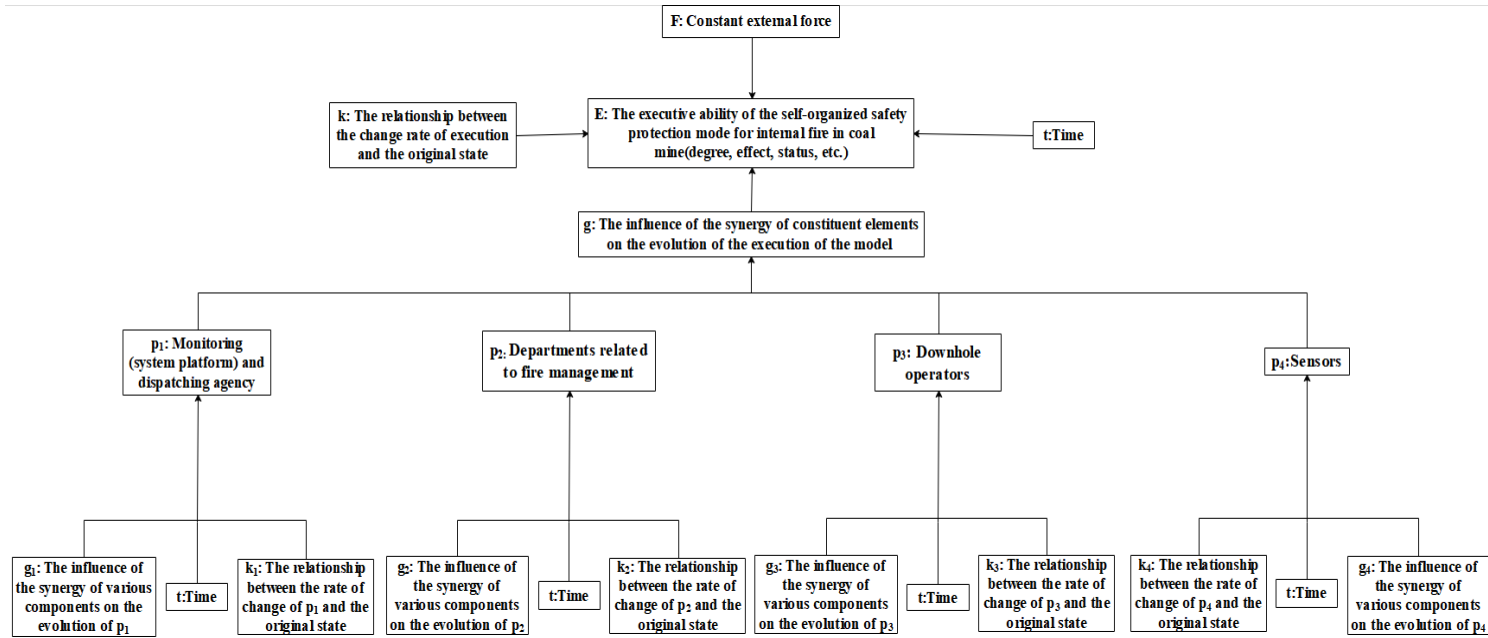 F: Constant external force
k: The relationship between
the change rate of execution
and the original state
E: The executive ability of the self-organized safety
protection mode for internal fire in coal
mine(degree, effect, status, etc.)
t:Time
g: The influence of the synergy of constituent elements
on the evolution of the execution of the model
p₁: Monitoring
(system platform) and
dispatching agency
p₂: Departments related
to fire management
p₃: Downhole
operators
p₄:Sensors
g₁: The influence of
the synergy of various
components on the
evolution of p₁
t:Time
k₁: The relationship
between the rate of
change of p₁ and the
original state
g₂: The influence of
the synergy of
various components
on the evolution of p₂
t:Time
k₂: The relationship
between the rate of
change of p₂ and the
original state
g₃: The influence of
the synergy of
various components
on the evolution of p₃
t:Time
k₃: The relationship
between the rate of
change of p₃ and the
original state
k₄: The relationship
between the rate of
change of p₄ and the
original state
t:Time
g₄: The influence of
the synergy of
various components
on the evolution of p₄